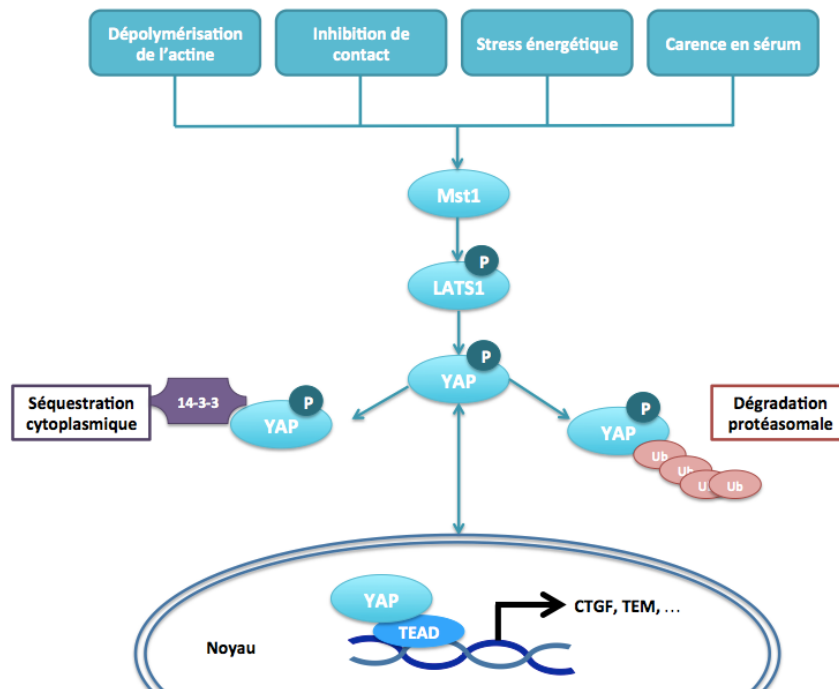 Dépolymérisation
de l'actine
Inhibition de
contact
Stress énergétique
Carence en sérum
Mst1
P
LATS1
P
YAP
Séquestration
cytoplasmique
14-3-3
P
YAP
P
YAP
Ub
Ub
U
Ub
Dégradation
protéasomale
YAP
TEAD
CTGF, TEM, ...
Noyau